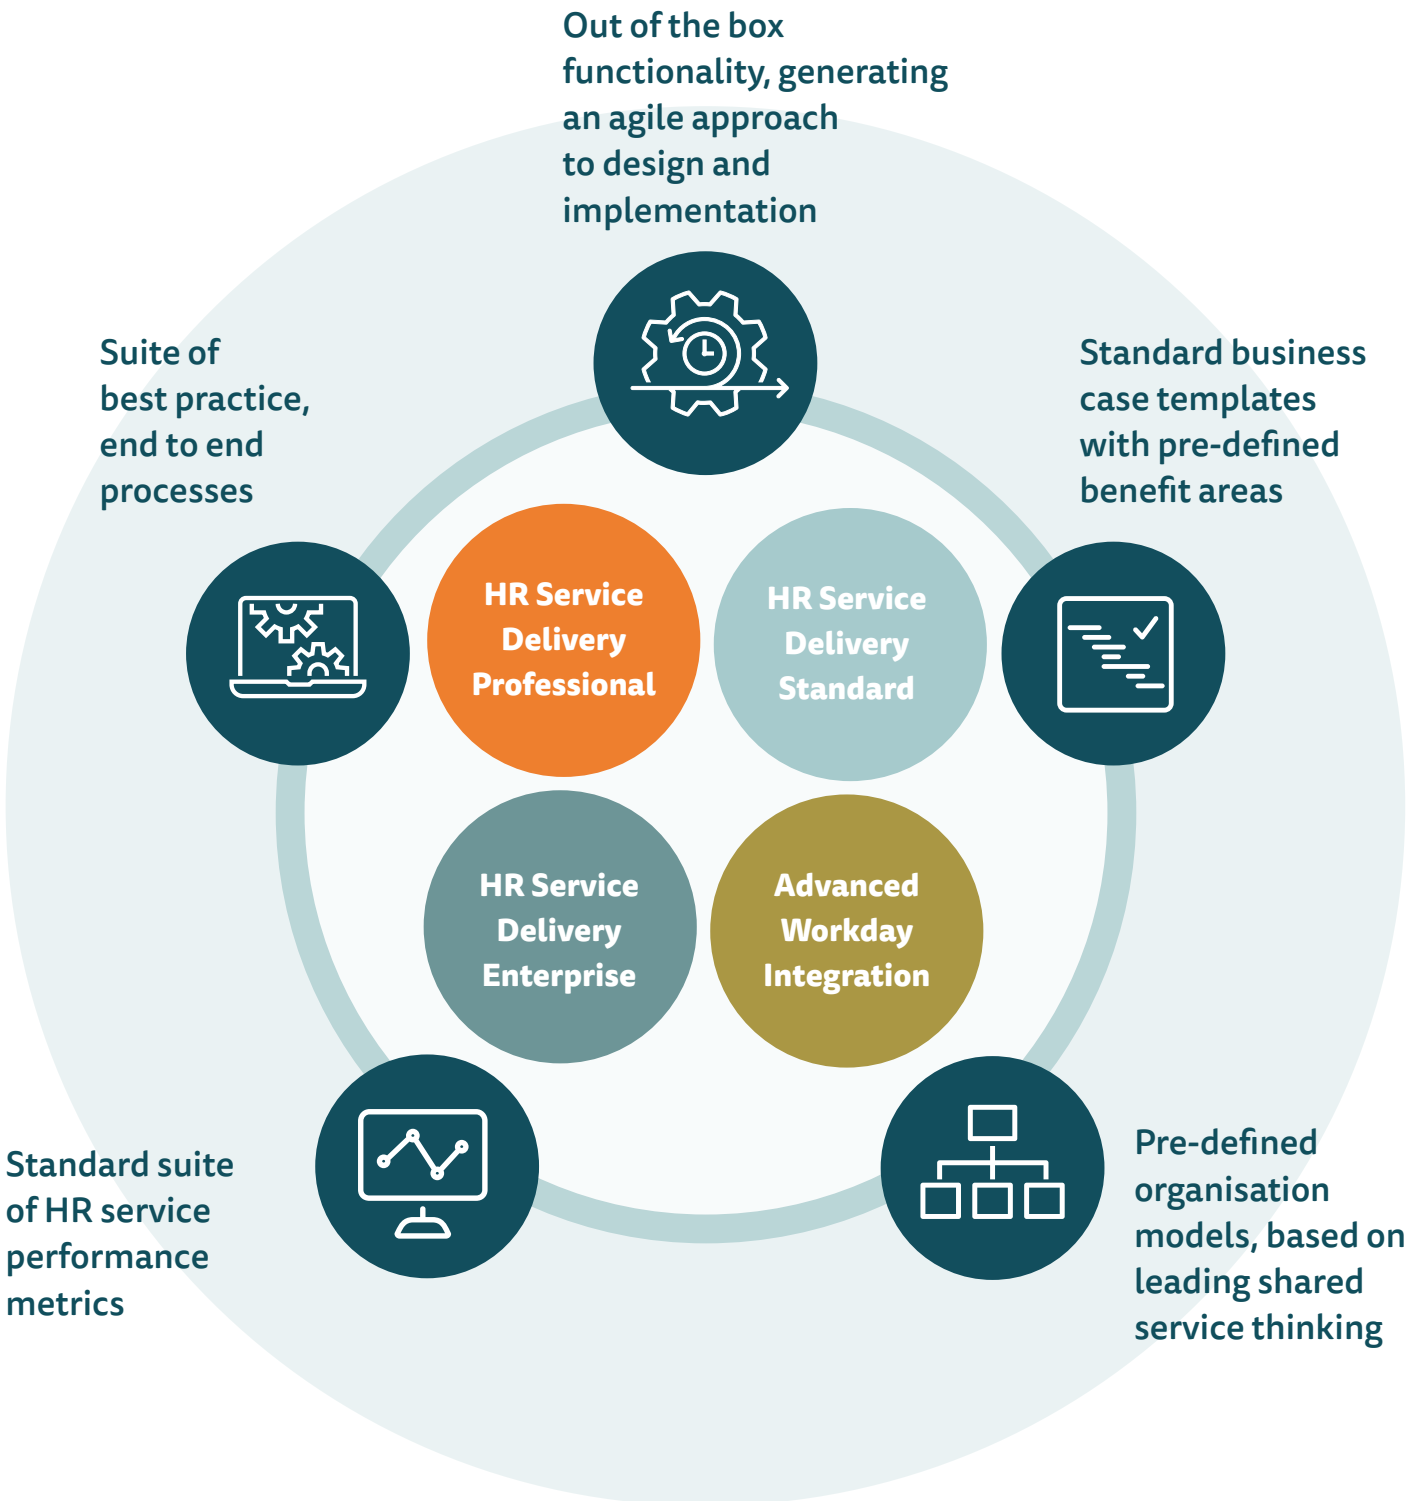 Out of the box
functionality, generating
an agile approach
to design and
implementation
Suite of
best practice,
end to end
processes
Standard business
case templates
with pre-defined
benefit areas
HR Service
Delivery
Professional
HR Service
Delivery
Standard
HR Service
Delivery
Enterprise
Advanced
Workday
Integration
Standard suite
of HR service
performance
metrics
Pre-defined
organisation
models, based on
leading shared
service thinking